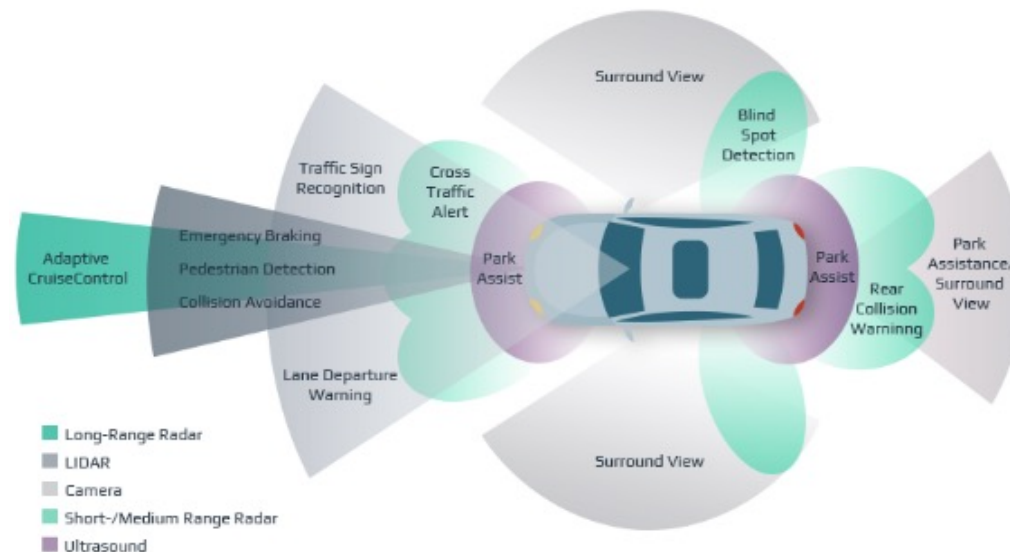 Surround View
Blind
Spot
Detection
Traffic Sign
Recognition
Cross
Traffic
Alert
Emergency Braking
Adaptive
CruiseControl
Pedestrian Detection
Collision Avoidance
Park
Assist
Park
Assist
Park
Assistance/
Surround
View
Rear
Collision
Warninng
Lane Departure
Warning
Surround View
Long-Range Radar
LIDAR
Camera
Short-/Medium Range Radar
Ultrasound